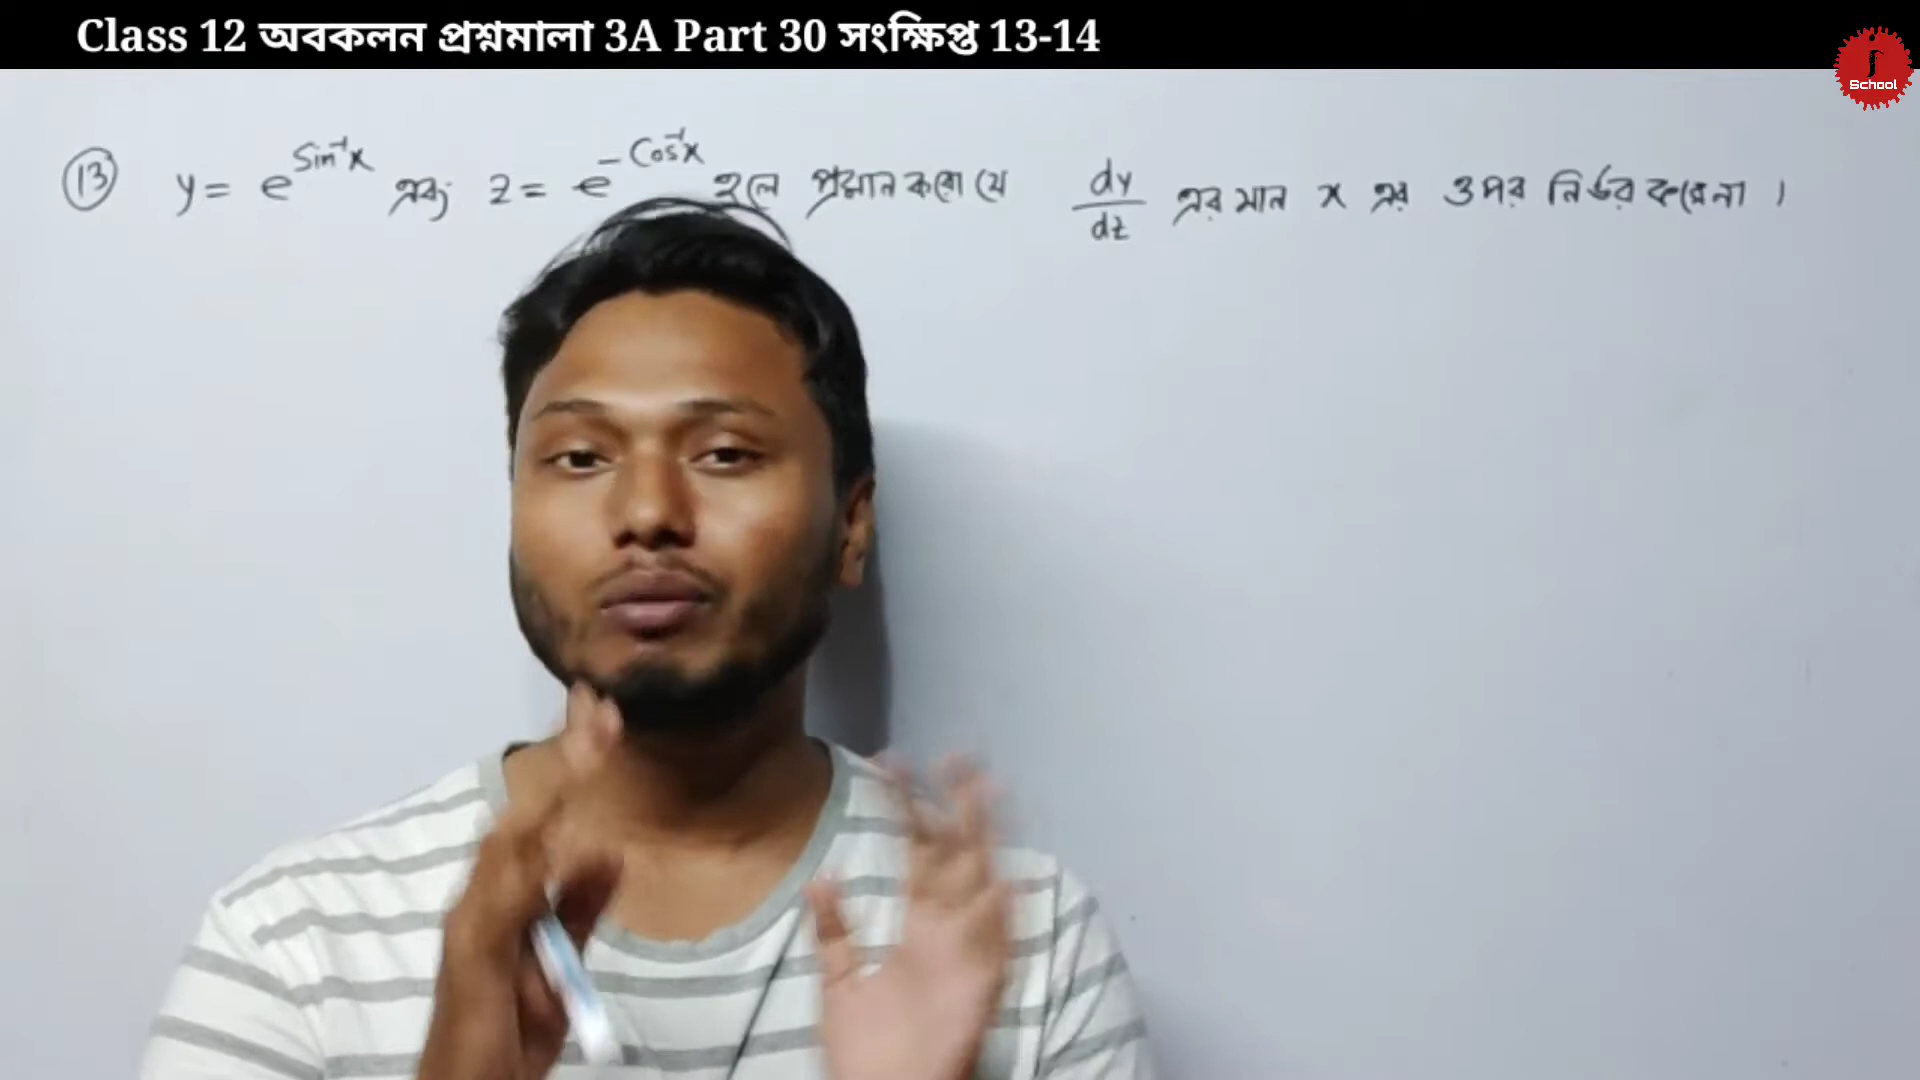 Class 12 অবকলন প্রশ্নমালা 3A Part 30 সংক্ষিপ্ত 13-14
ʃ School
(13) y = e^{Sin⁻¹x} এবং z = e^{-Cos⁻¹x} হলে প্রমান করো যে dy/dz এর মান x এর ওপর নির্ভর করেনা ।